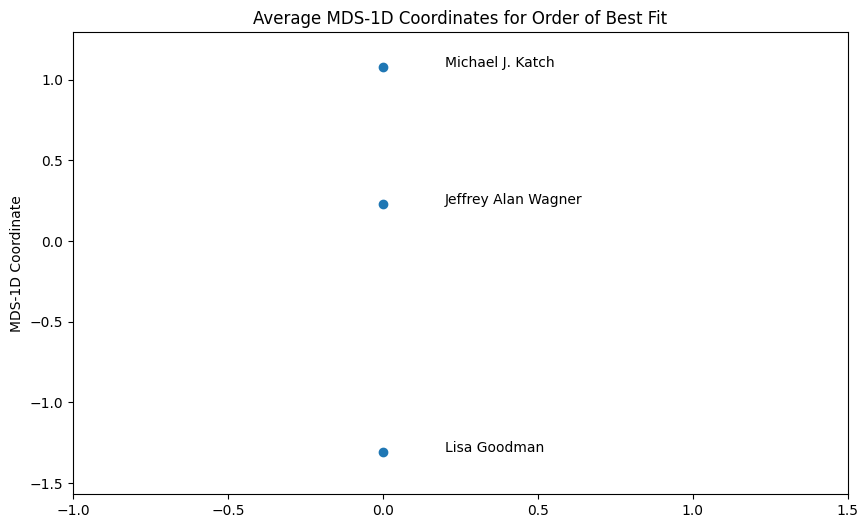 Average MDS-1D Coordinates for Order of Best Fit
Michael J. Katch
Jeffrey Alan Wagner
Lisa Goodman
MDS-1D Coordinate
1.0
0.5
0.0
−0.5
−1.0
−1.5
−1.0 −0.5 0.0 0.5 1.0 1.5